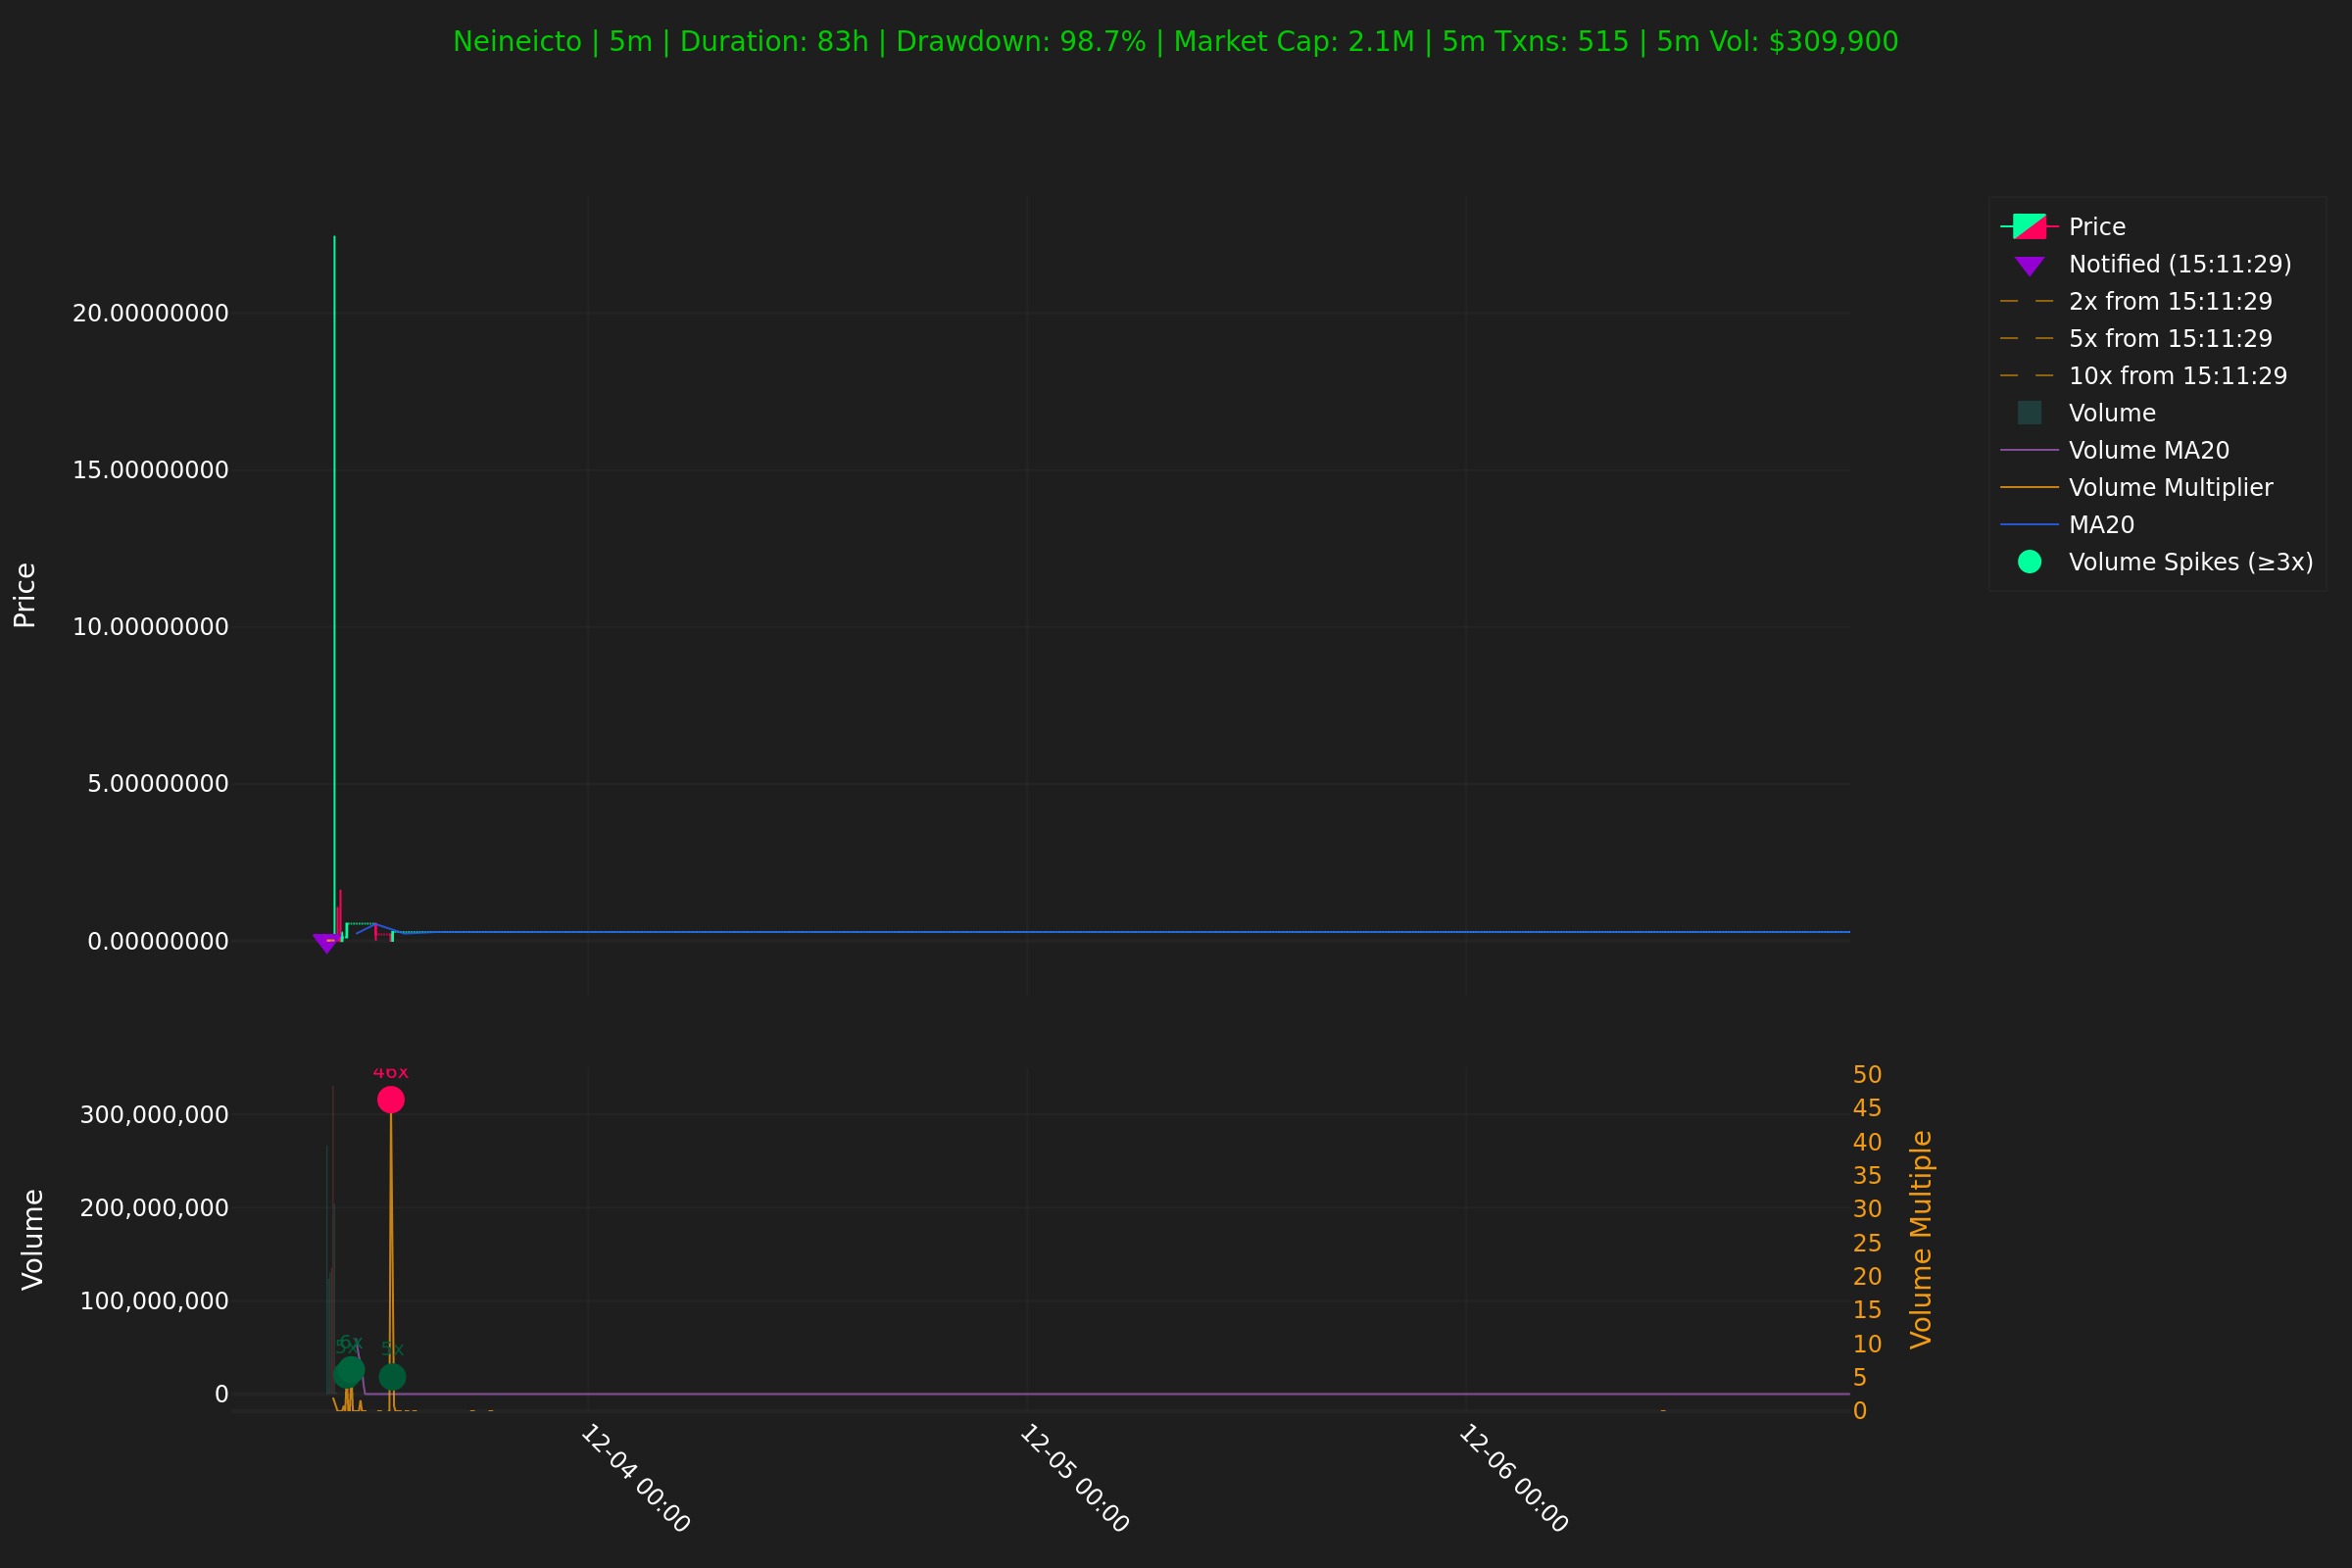 Neineicto | 5m | Duration: 83h | Drawdown: 98.7% | Market Cap: 2.1M | 5m Txns: 515 | 5m Vol: $309,900
Price
20.00000000
15.00000000
10.00000000
5.00000000
0.00000000
Price
Notified (15:11:29)
2x from 15:11:29
5x from 15:11:29
10x from 15:11:29
Volume
Volume MA20
Volume Multiplier
MA20
Volume Spikes (≥3x)
Volume
300,000,000
200,000,000
100,000,000
0
46x
5x
6x
5x
50
45
40
35
30
25
20
15
10
5
0
Volume Multiple
12-04 00:00
12-05 00:00
12-06 00:00